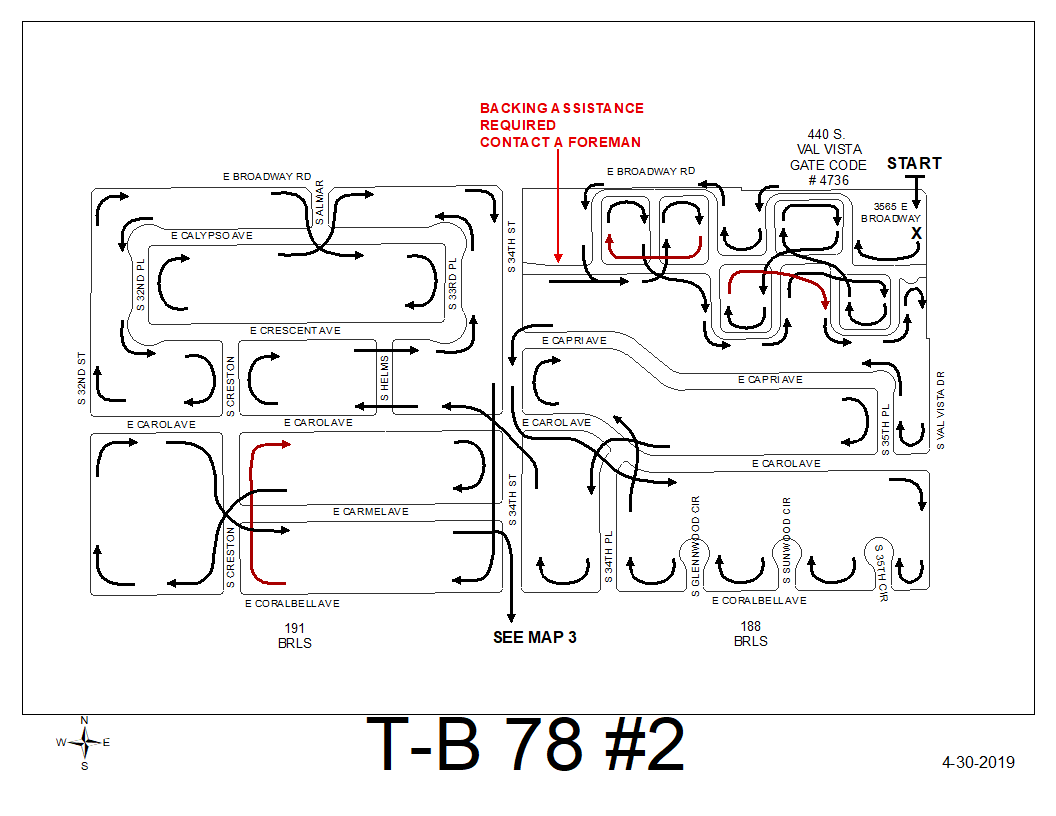 BACKING ASSISTANCE
REQUIRED
CONTACT A FOREMAN
440 S.
VAL VISTA
GATE CODE
# 4736
START
E BROADWAY RD
E BROADWAY RD
3565 E
BROADWAY
X
S ALMAR
S 34TH ST
E CALYPSO AVE
S 32ND PL
S 33RD PL
E CRESCENT AVE
E CAPRI AVE
E CAPRI AVE
S 32ND ST
S CRESTON
S HELMS
S VAL VISTA DR
S 35TH PL
E CAROL AVE
E CAROL AVE
E CAROL AVE
E CAROL AVE
S 34TH ST
E CARMEL AVE
S CRESTON
S 34TH PL
S GLENNWOOD CIR
S SUNWOOD CIR
S 35TH CIR
E CORALBELL AVE
E CORALBELL AVE
191
BRLS
188
BRLS
SEE MAP 3
N
W E
S
T-B 78 #2
4-30-2019